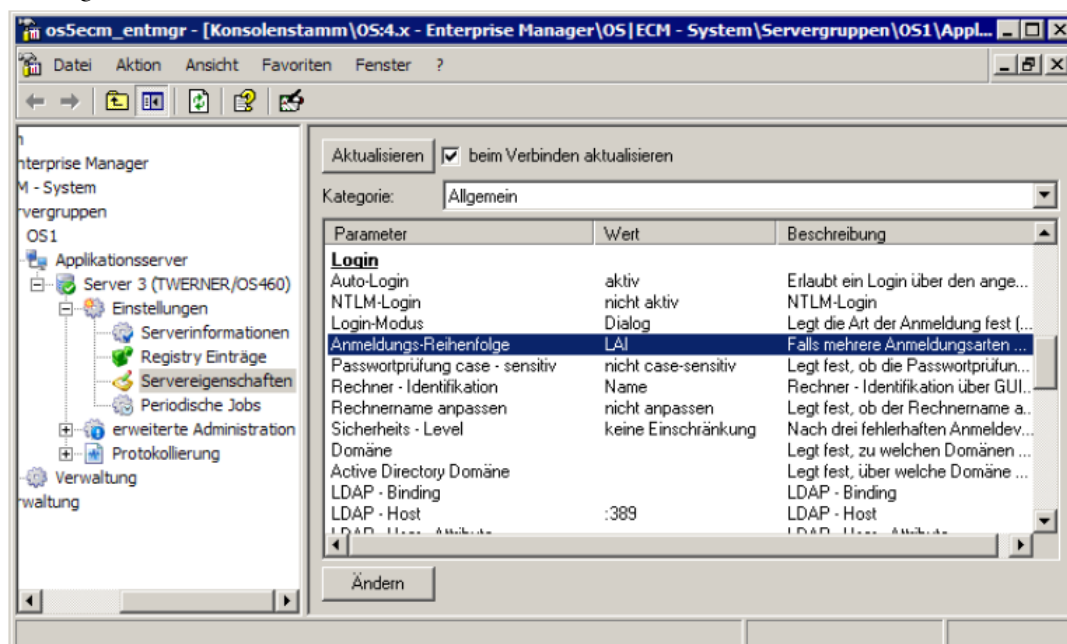 os5ecm_entmgr - [Konsolenstamm\OS:4.x - Enterprise Manager\OS|ECM - System\Servergruppen\OS1\Appl...
Datei Aktion Ansicht Favoriten Fenster ?
nterprise Manager
M - System
rvergruppen
OS1
Applikationsserver
Server 3 (TWERNER/OS460)
Einstellungen
Serverinformationen
Registry Einträge
Servereigenschaften
Periodische Jobs
erweiterte Administration
Protokollierung
Verwaltung
rwaltung
Aktualisieren beim Verbinden aktualisieren
Kategorie: Allgemein
Parameter Wert Beschreibung
Login
Auto-Login aktiv Erlaubt ein Login über den ange...
NTLM-Login nicht aktiv NTLM-Login
Login-Modus Dialog Legt die Art der Anmeldung fest (...
Anmeldungs-Reihenfolge LAI Falls mehrere Anmeldungsarten ...
Passwortprüfung case - sensitiv nicht case-sensitiv Legt fest, ob die Passwortprüfun...
Rechner - Identifikation Name Rechner - Identifikation über GUI...
Rechnername anpassen nicht anpassen Legt fest, ob der Rechnername a...
Sicherheits - Level keine Einschränkung Nach drei fehlerhaften Anmeldev...
Domäne Legt fest, zu welchen Domänen ...
Active Directory Domäne Legt fest, über welche Domäne ...
LDAP - Binding LDAP - Binding
LDAP - Host :389 LDAP - Host
Ändern